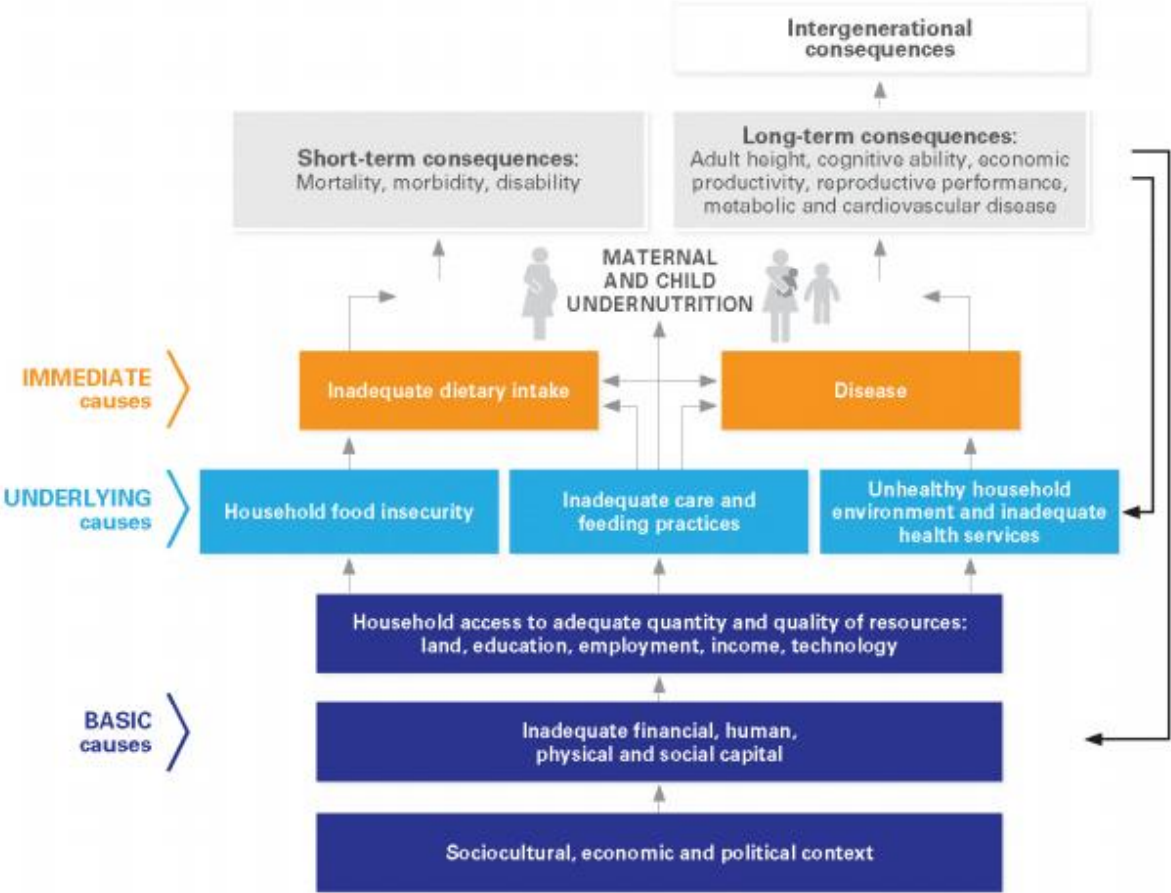 Intergenerational
consequences
Short-term consequences:
Mortality, morbidity, disability
Long-term consequences:
Adult height, cognitive ability, economic
productivity, reproductive performance,
metabolic and cardiovascular disease
MATERNAL
AND CHILD
UNDERNUTRITION
IMMEDIATE
causes
Inadequate dietary intake
Disease
UNDERLYING
causes
Household food insecurity
Inadequate care and
feeding practices
Unhealthy household
environment and inadequate
health services
Household access to adequate quantity and quality of resources:
land, education, employment, income, technology
BASIC
causes
Inadequate financial, human,
physical and social capital
Sociocultural, economic and political context